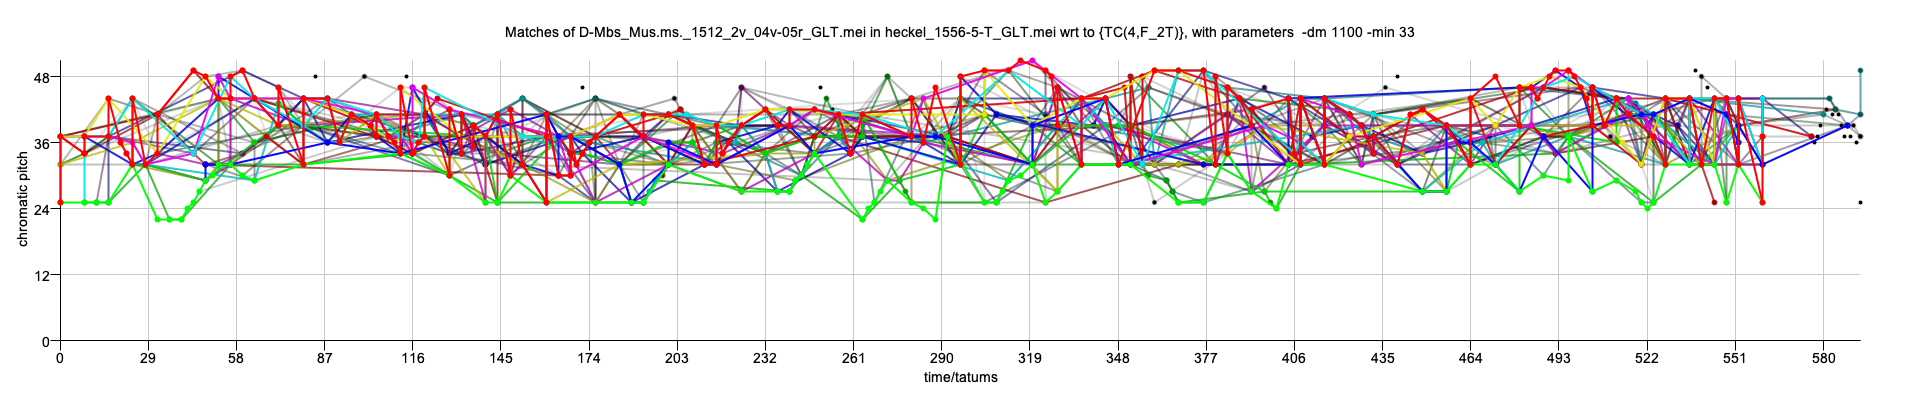 Matches of D-Mbs_Mus.ms._1512_2v_04v-05r_GLT.mei in heckel_1556-5-T_GLT.mei wrt to {TC(4,F_2T)}, with parameters  -dm 1100 -min 33
48
36
24
12
0
chromatic pitch
0 29 58 87 116 145 174 203 232 261 290 319 348 377 406 435 464 493 522 551 580
time/tatums